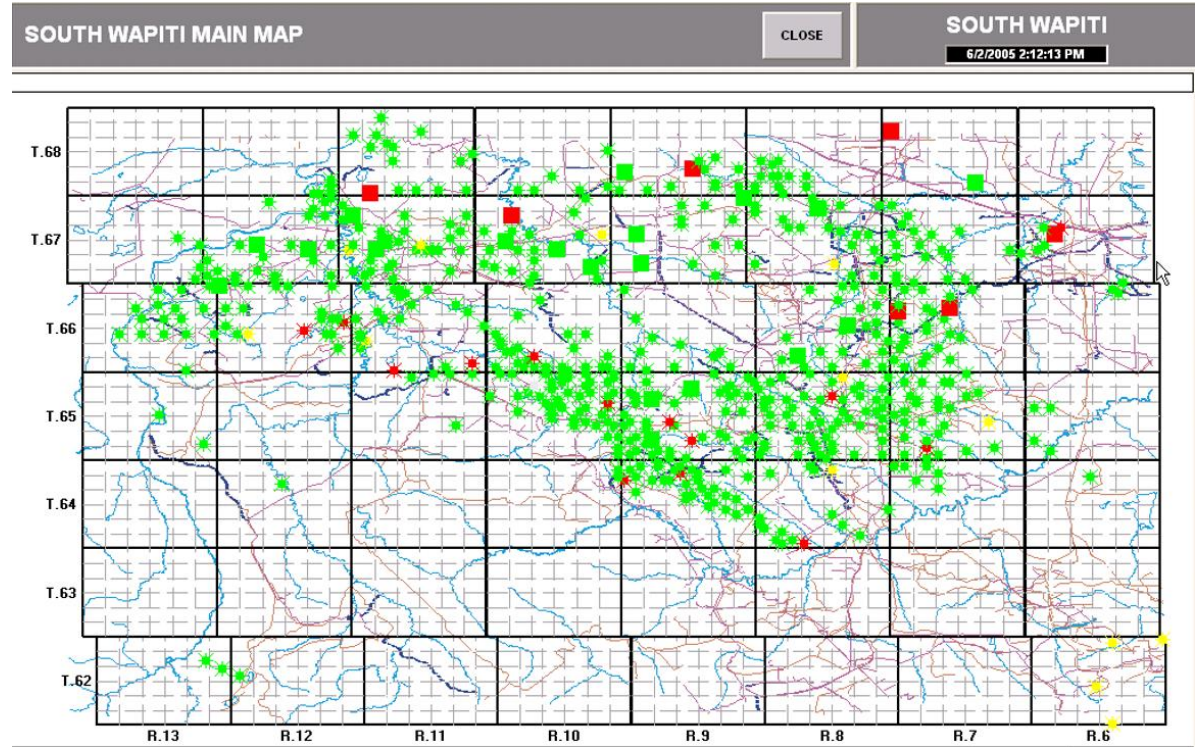 SOUTH WAPITI MAIN MAP
CLOSE
SOUTH WAPITI
6/2/2005 2:12:13 PM
T.68
T.67
T.66
T.65
T.64
T.63
T.62
R.13 R.12 R.11 R.10 R.9 R.8 R.7 R.6